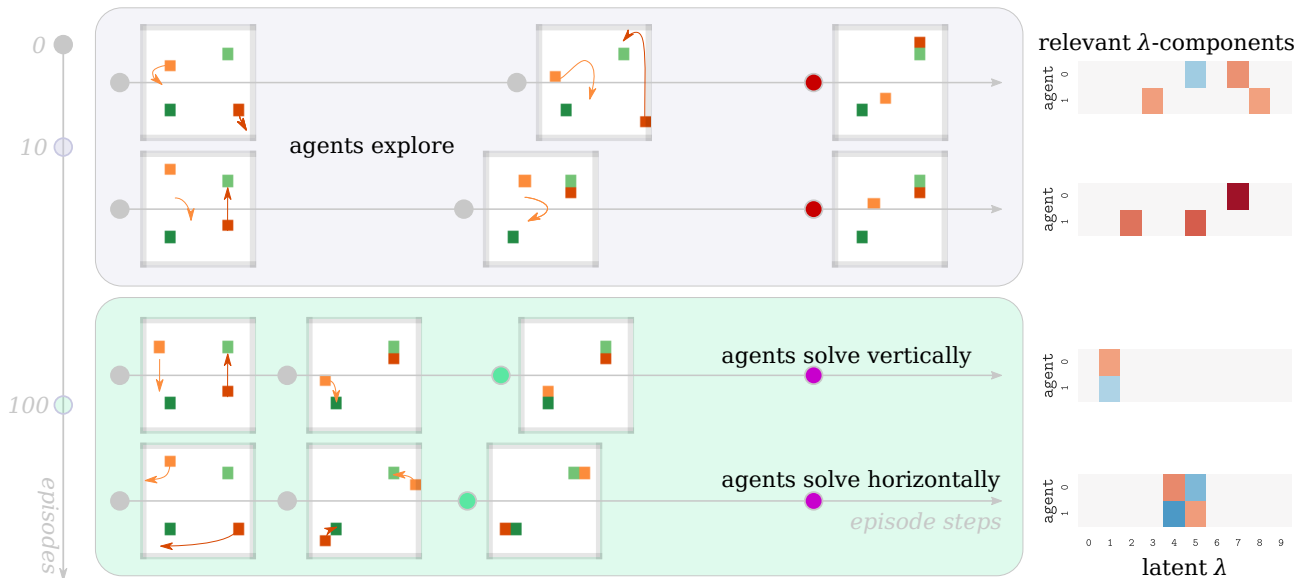 0
relevant λ-components
agent
0
1
10
agents explore
agent
0
1
agents solve vertically
agent
0
1
100
agents solve horizontally
agent
0
1
episode steps
episodes
0 1 2 3 4 5 6 7 8 9
latent λ